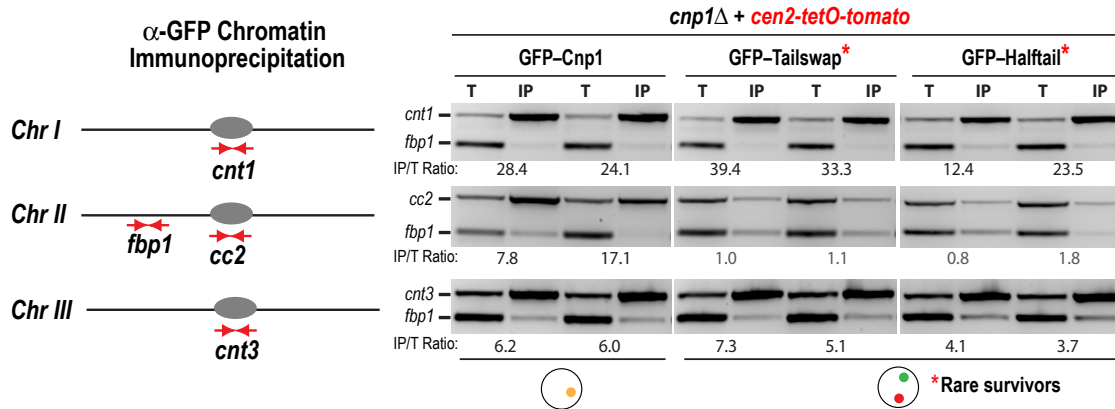 α-GFP Chromatin
Immunoprecipitation
Chr I
cnt1
Chr II
fbp1 cc2
Chr III
cnt3
cnp1Δ + cen2-tetO-tomato
GFP–Cnp1 GFP–Tailswap* GFP–Halftail*
T IP T IP T IP T IP T IP T IP
cnt1
fbp1
IP/T Ratio: 28.4 24.1 39.4 33.3 12.4 23.5
cc2
fbp1
IP/T Ratio: 7.8 17.1 1.0 1.1 0.8 1.8
cnt3
fbp1
IP/T Ratio: 6.2 6.0 7.3 5.1 4.1 3.7
*Rare survivors